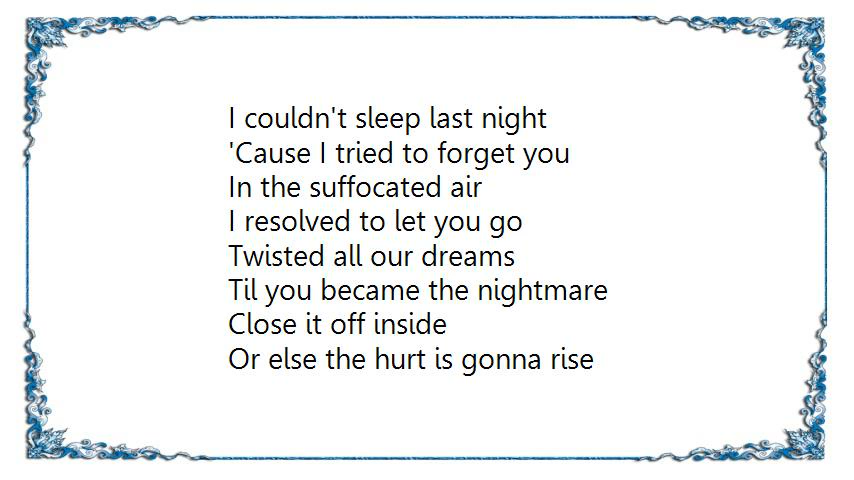 I couldn't sleep last night
'Cause I tried to forget you
In the suffocated air
I resolved to let you go
Twisted all our dreams
Til you became the nightmare
Close it off inside
Or else the hurt is gonna rise